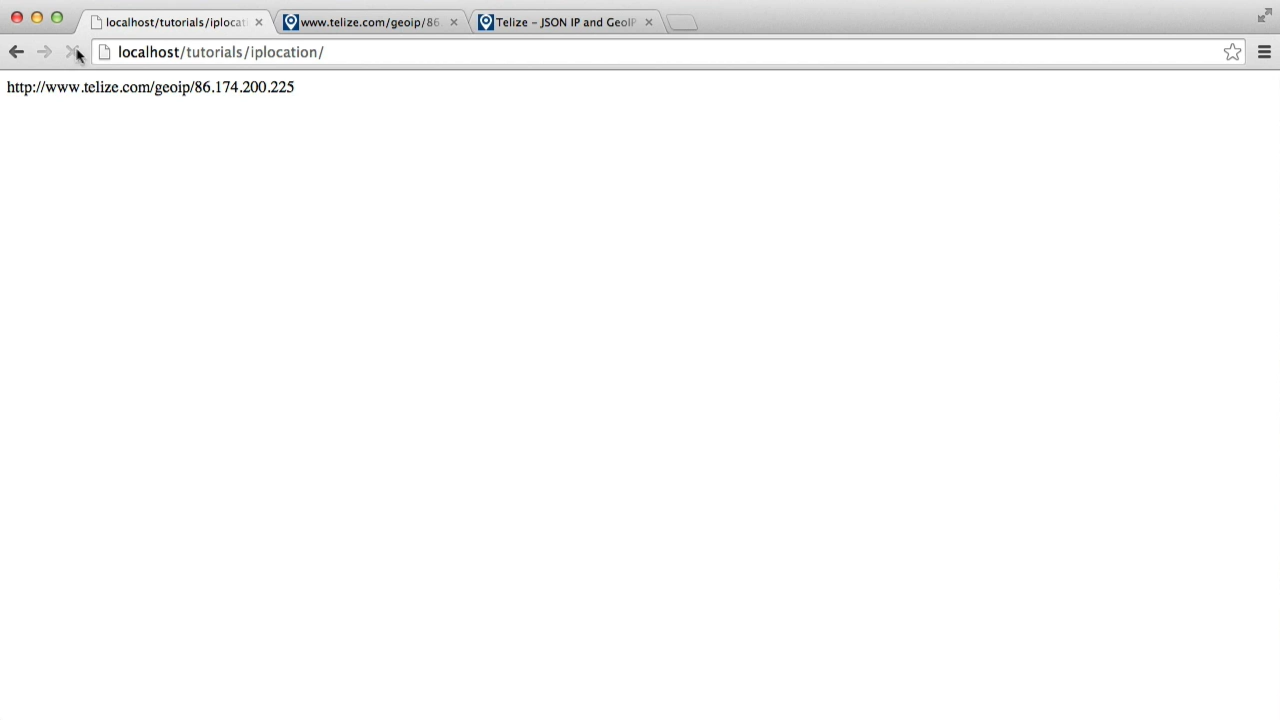 localhost/tutorials/iplocati
www.telize.com/geoip/86.
Telize – JSON IP and GeoIP
localhost/tutorials/iplocation/
http://www.telize.com/geoip/86.174.200.225